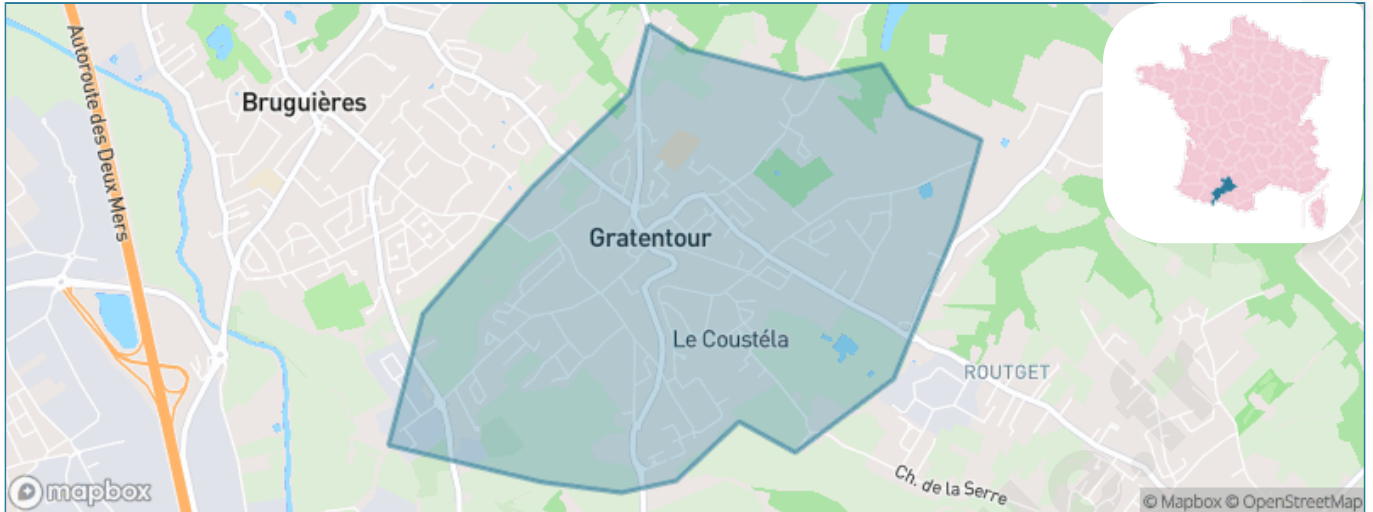 Autoroute des Deux Mers
Bruguières
Gratentour
Le Coustéla
ROUTGET
Ch. de la Serre
mapbox
© Mapbox © OpenStreetMap